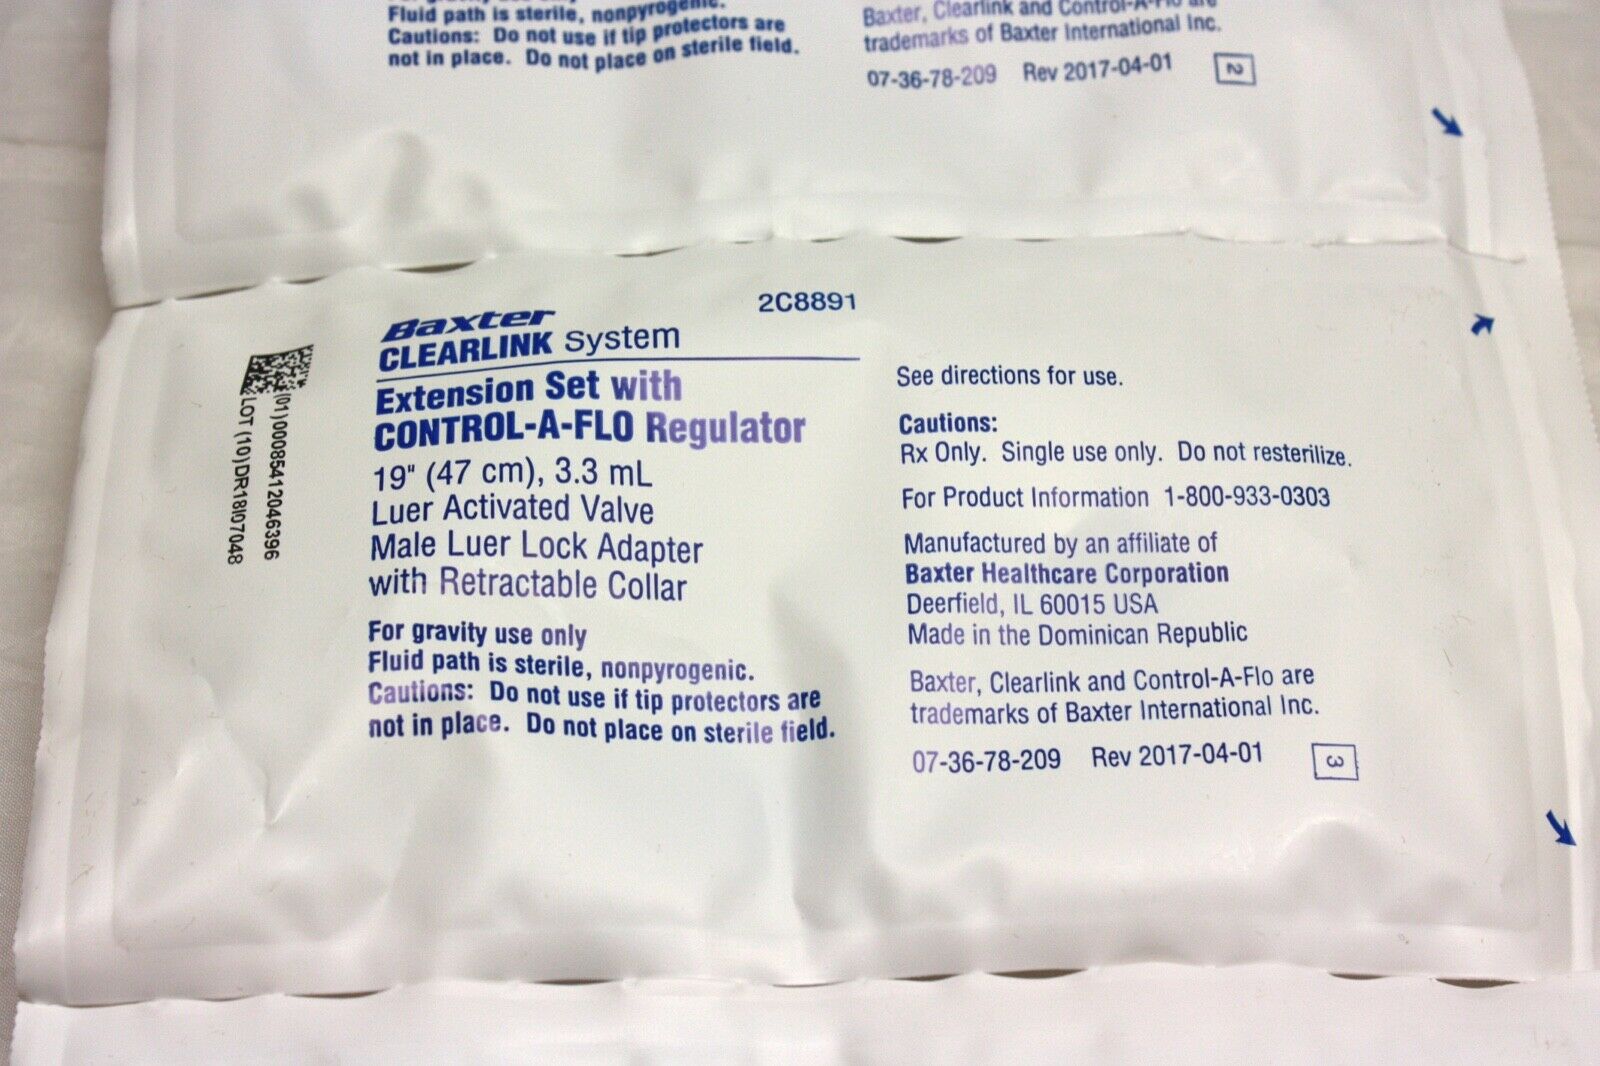 Fluid path is sterile, nonpyrogenic.
Cautions: Do not use if tip protectors are
not in place. Do not place on sterile field.
Baxter, Clearlink and Control-A-Flo are
trademarks of Baxter International Inc.
07-36-78-209 Rev 2017-04-01 2
(01)00085412046396
LOT (10)DR18I07048
2C8891
Baxter
CLEARLINK System
Extension Set with
CONTROL-A-FLO Regulator
19" (47 cm), 3.3 mL
Luer Activated Valve
Male Luer Lock Adapter
with Retractable Collar
For gravity use only
Fluid path is sterile, nonpyrogenic.
Cautions: Do not use if tip protectors are
not in place. Do not place on sterile field.
See directions for use.
Cautions:
Rx Only. Single use only. Do not resterilize.
For Product Information 1-800-933-0303
Manufactured by an affiliate of
Baxter Healthcare Corporation
Deerfield, IL 60015 USA
Made in the Dominican Republic
Baxter, Clearlink and Control-A-Flo are
trademarks of Baxter International Inc.
07-36-78-209 Rev 2017-04-01 3